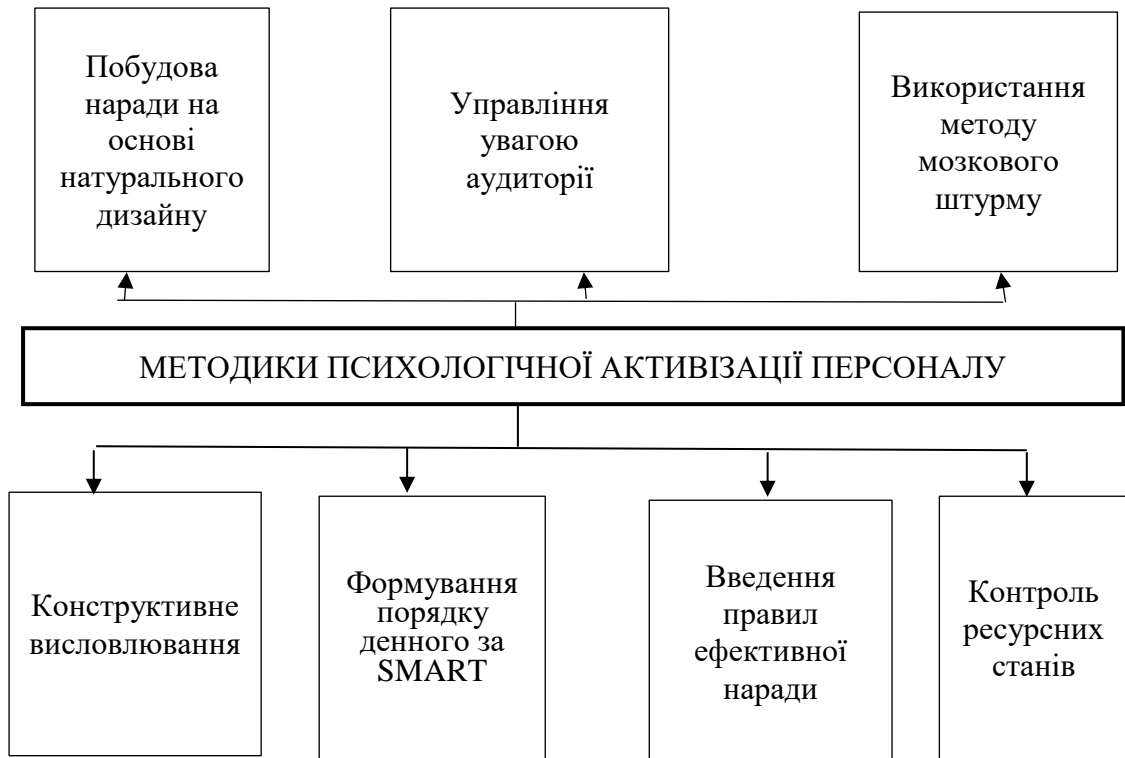 Побудова
наради на
основі
натурального
дизайну
Управління
увагою
аудиторії
Використання
методу
мозкового
штурму
МЕТОДИКИ ПСИХОЛОГІЧНОЇ АКТИВІЗАЦІЇ ПЕРСОНАЛУ
Конструктивне
висловлювання
Формування
порядку
денного за
SMART
Введення
правил
ефективної
наради
Контроль
ресурсних
станів